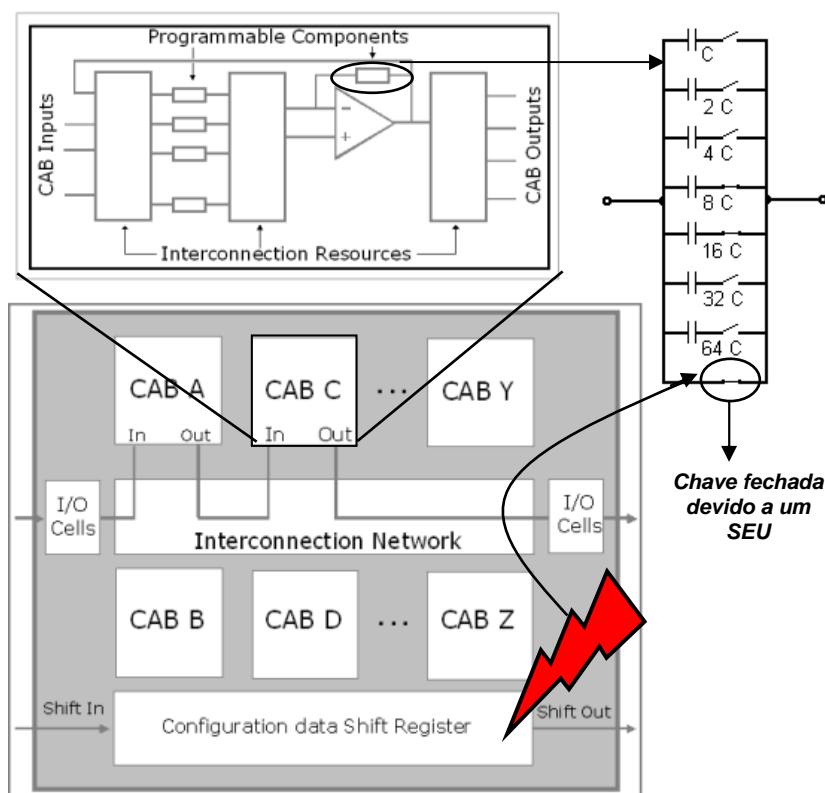 Programmable Components
CAB Inputs
CAB Outputs
Interconnection Resources
C
2 C
4 C
8 C
16 C
32 C
64 C
Chave fechada
devido a um
SEU
CAB A
In Out
CAB C
In Out
...
CAB Y
I/O
Cells
Interconnection Network
I/O
Cells
CAB B
CAB D
...
CAB Z
Shift In
Configuration data Shift Register
Shift Out